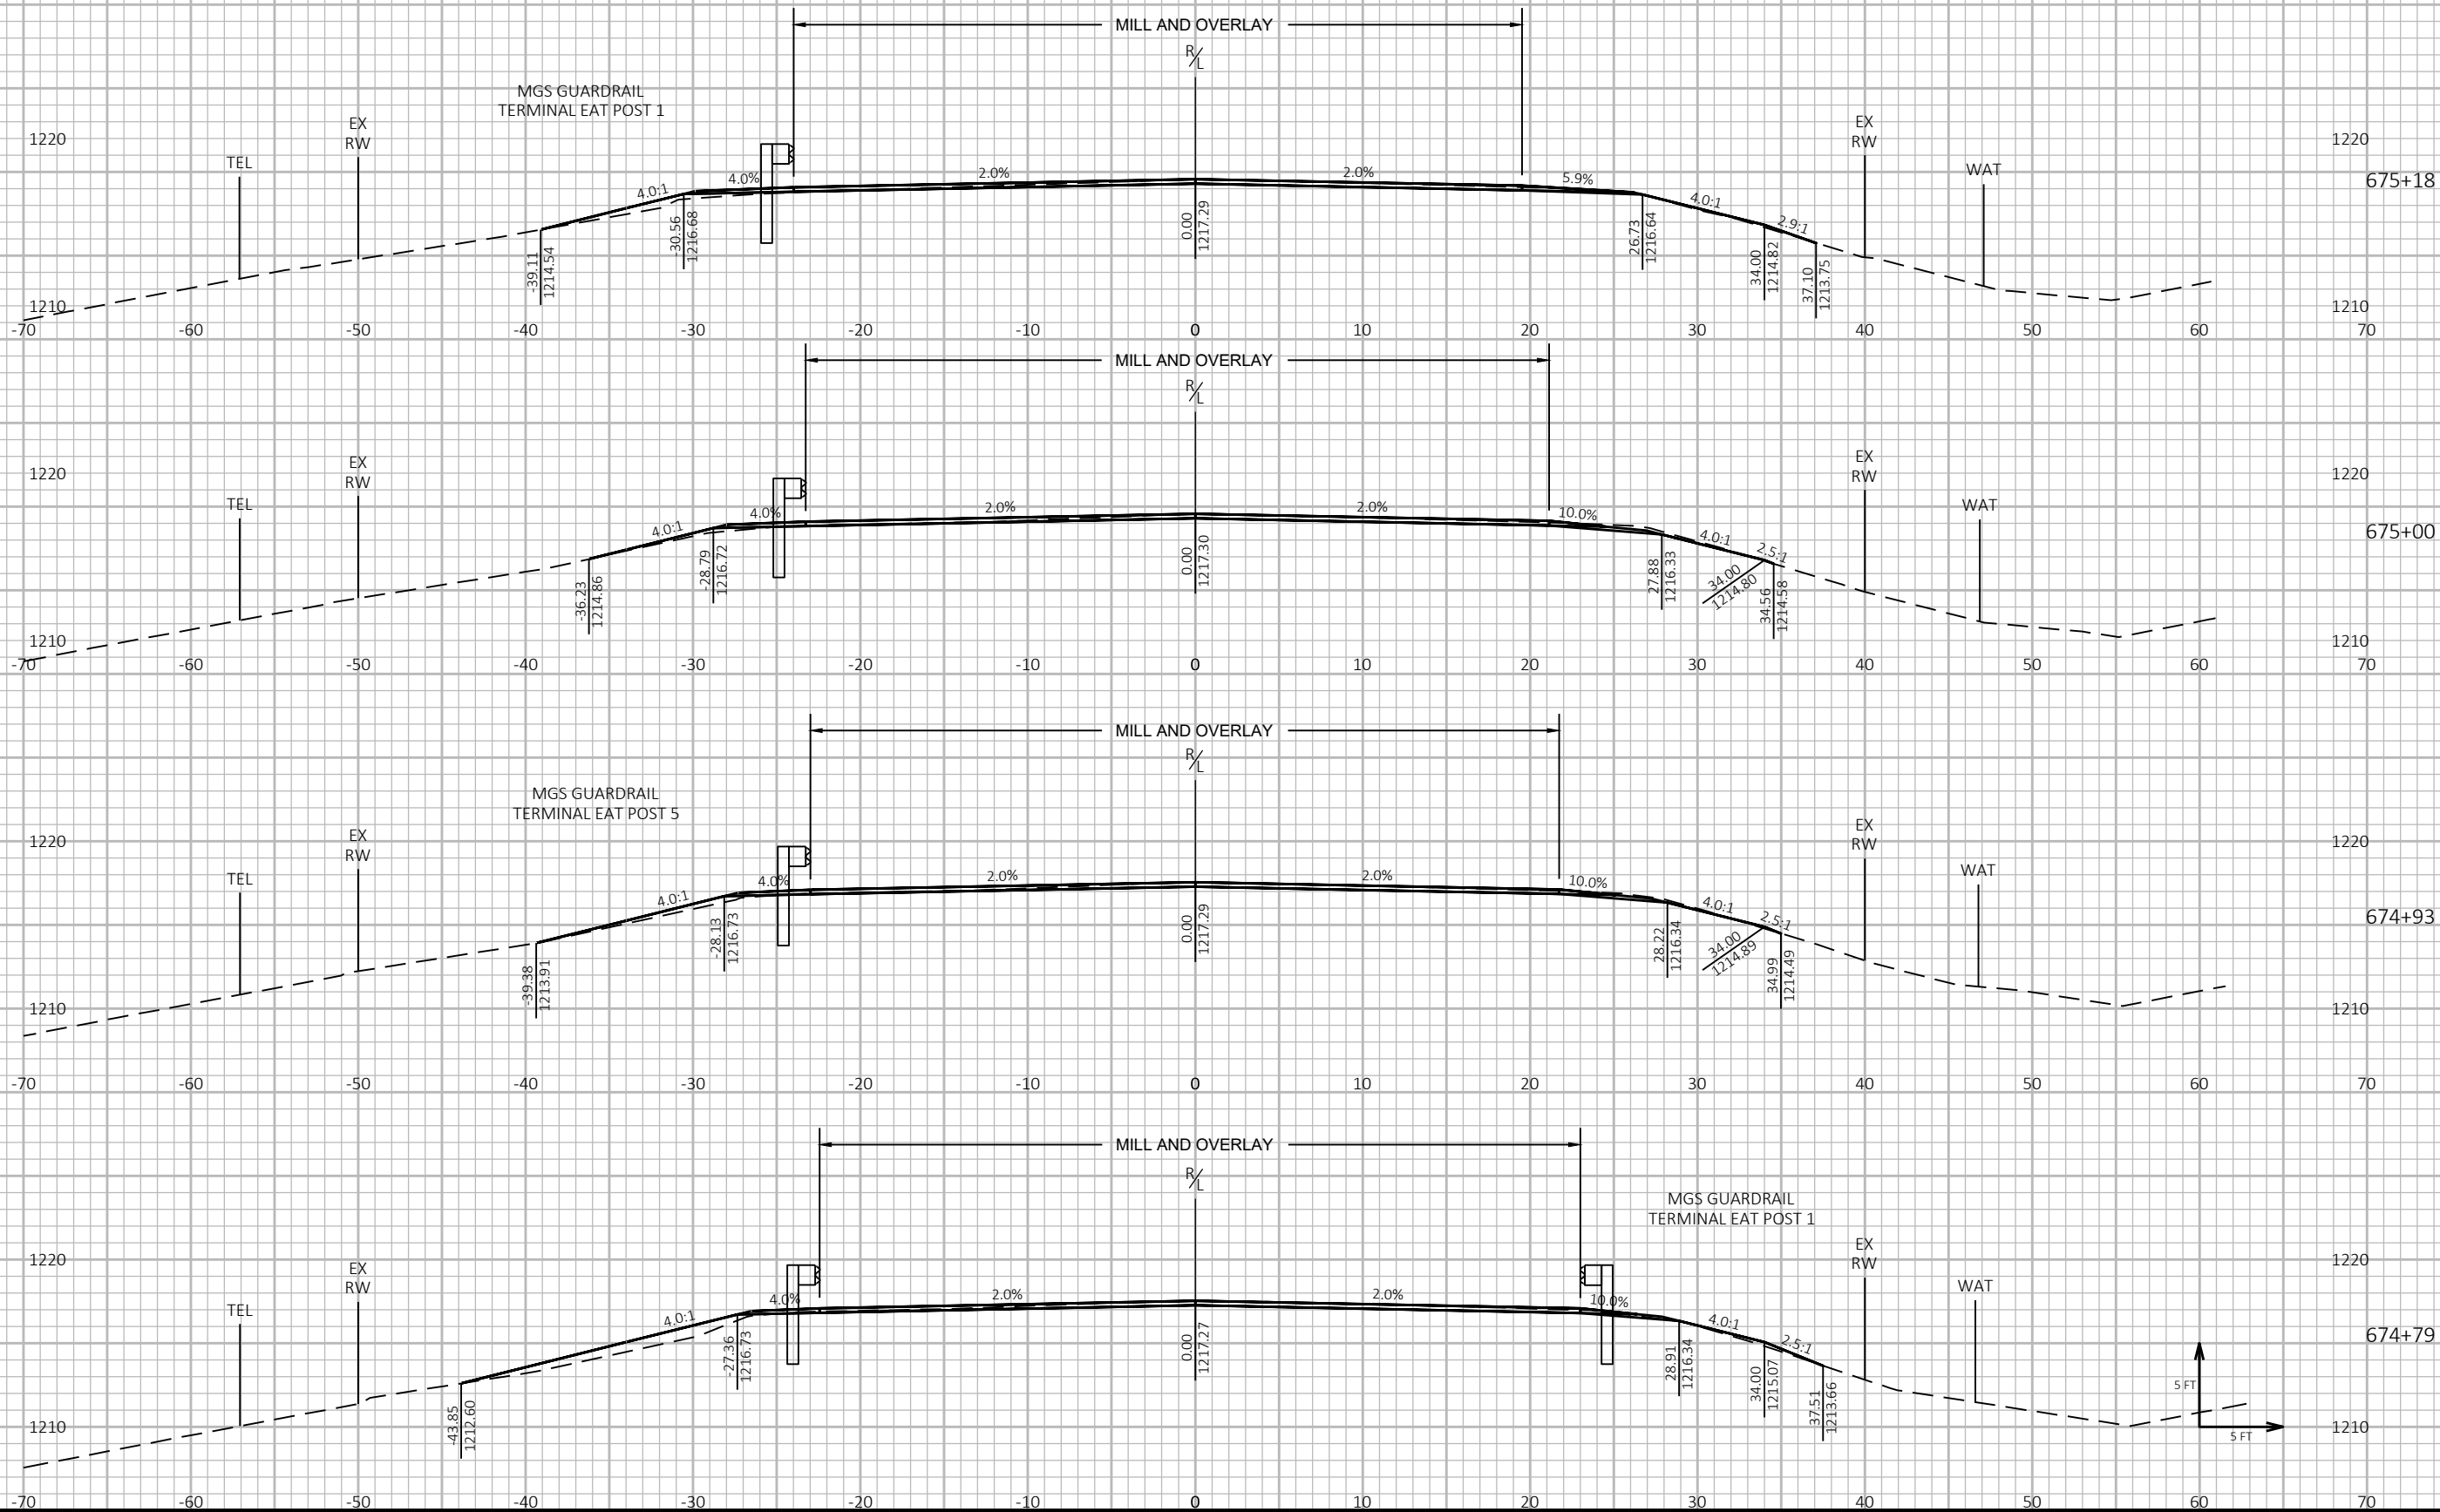 MILL AND OVERLAY
R/L
MGS GUARDRAIL
TERMINAL EAT POST 1
EX
RW
EX
RW
TEL
WAT
1220
1220
675+18
4.0:1
4.0%
2.0%
2.0%
5.9%
4.0:1
2.9:1
-39.11
1214.54
-30.56
1216.68
0.00
1217.29
26.73
1216.64
34.00
1214.82
37.10
1213.75
1210
1210
-70 -60 -50 -40 -30 -20 -10 0 10 20 30 40 50 60 70
MILL AND OVERLAY
R/L
EX
RW
EX
RW
TEL
WAT
1220
1220
675+00
4.0:1
4.0%
2.0%
2.0%
10.0%
4.0:1
2.5:1
-36.23
1214.86
-28.79
1216.72
0.00
1217.30
27.88
1216.33
34.00
1214.80
34.56
1214.58
1210
1210
-70 -60 -50 -40 -30 -20 -10 0 10 20 30 40 50 60 70
MILL AND OVERLAY
R/L
MGS GUARDRAIL
TERMINAL EAT POST 5
EX
RW
EX
RW
TEL
WAT
1220
1220
674+93
4.0:1
4.0%
2.0%
2.0%
10.0%
4.0:1
2.5:1
-39.38
1213.91
-28.13
1216.73
0.00
1217.29
28.22
1216.34
34.00
1214.89
34.99
1214.49
1210
1210
-70 -60 -50 -40 -30 -20 -10 0 10 20 30 40 50 60 70
MILL AND OVERLAY
R/L
MGS GUARDRAIL
TERMINAL EAT POST 1
EX
RW
EX
RW
TEL
WAT
1220
1220
674+79
4.0:1
4.0%
2.0%
2.0%
10.0%
4.0:1
2.5:1
-43.85
1212.60
-27.36
1216.73
0.00
1217.27
28.91
1216.34
34.00
1215.07
37.51
1213.66
5 FT
5 FT
1210
1210
-70 -60 -50 -40 -30 -20 -10 0 10 20 30 40 50 60 70